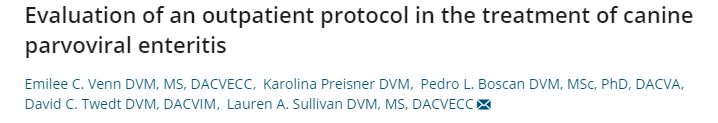 Evaluation of an outpatient protocol in the treatment of canine
parvoviral enteritis
Emilee C. Venn DVM, MS, DACVECC, Karolina Preisner DVM, Pedro L. Boscan DVM, MSc, PhD, DACVA,
David C. Twedt DVM, DACVIM, Lauren A. Sullivan DVM, MS, DACVECC